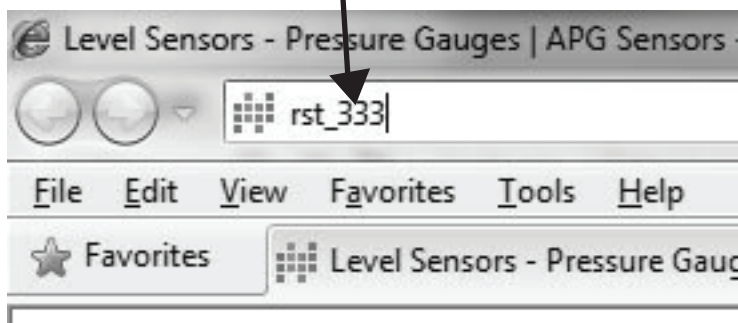 Level Sensors - Pressure Gauges | APG Sensors -
rst_333
File Edit View Favorites Tools Help
Favorites
Level Sensors - Pressure Gaug